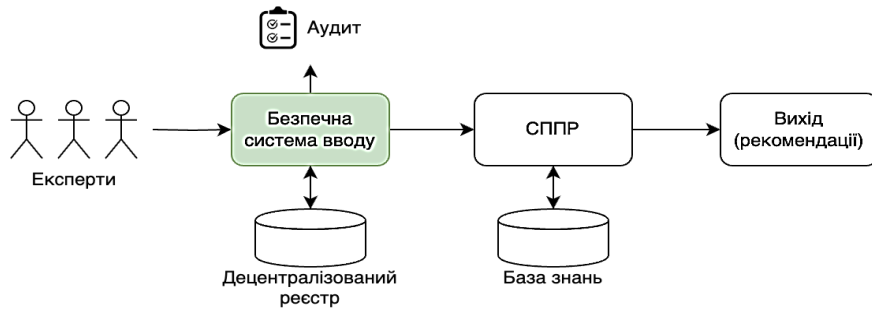 Аудит
Безпечна
система вводу
СППР
Вихід
(рекомендації)
Експерти
Децентралізований
реєстр
База знань